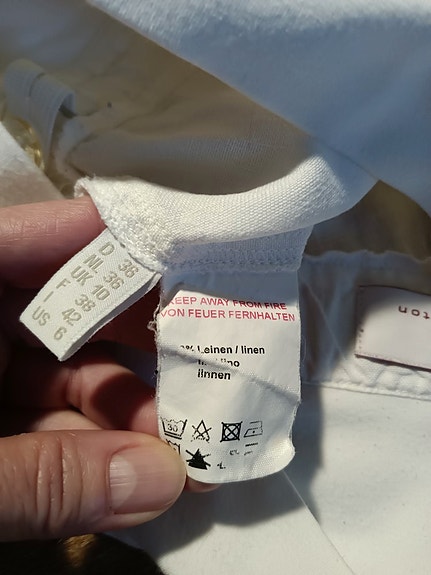 D 36
NL 36
UK 10
F 38
I 42
US 6
KEEP AWAY FROM FIRE
VON FEUER FERNHALTEN
% Leinen / linen
linnen
30